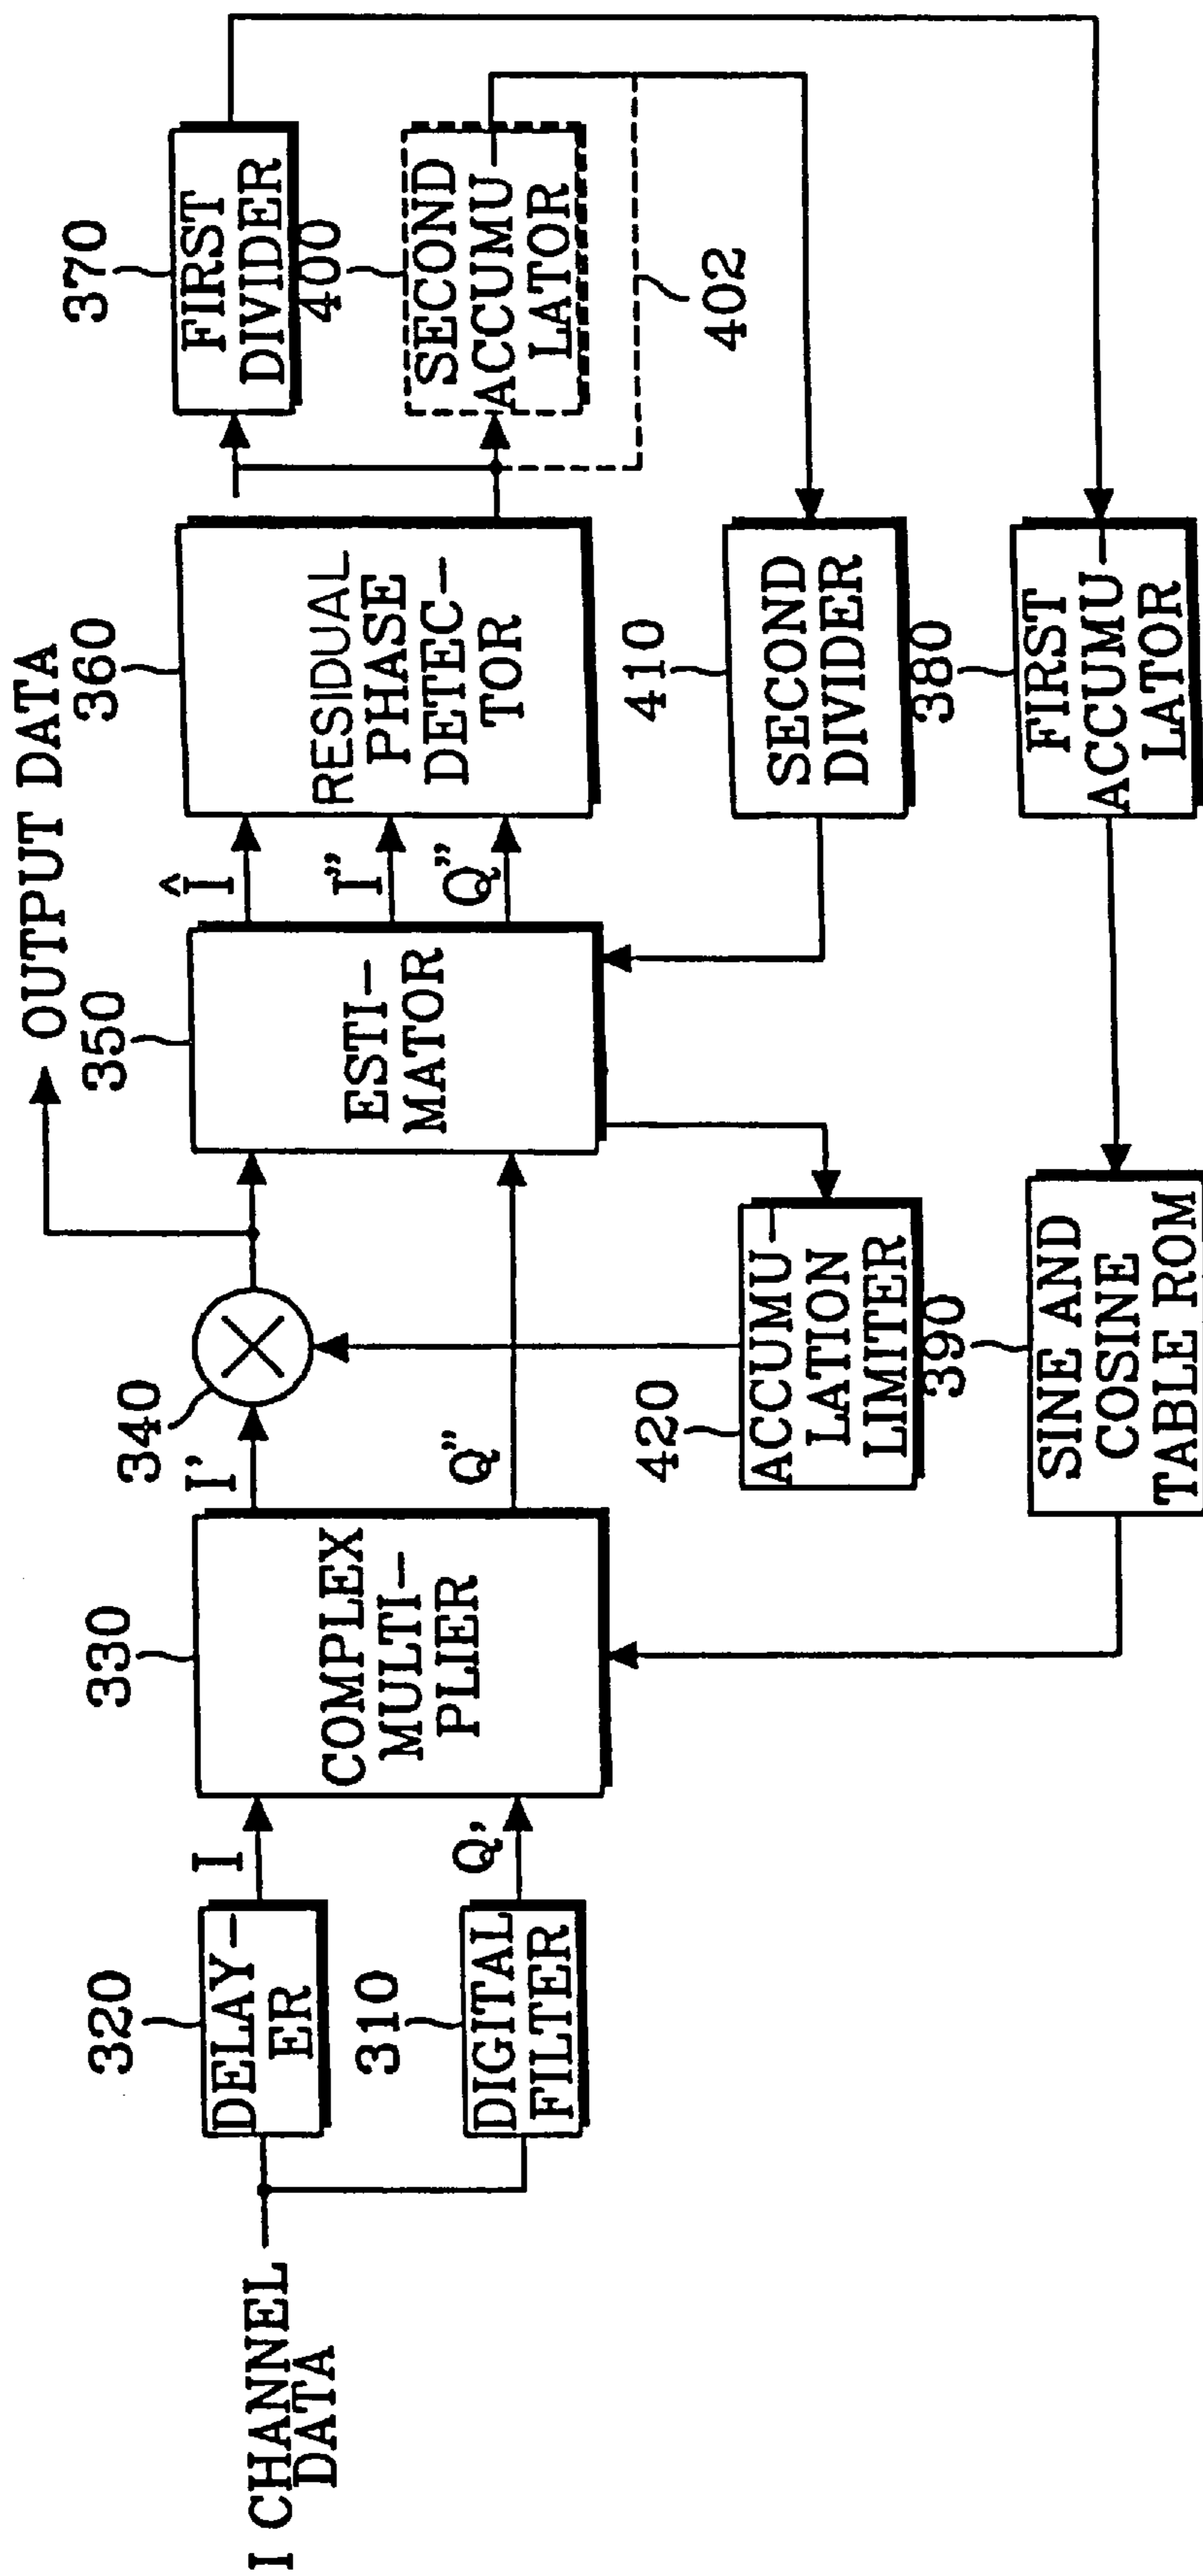 I CHANNEL
DATA
320
DELAY-
ER
310
DIGITAL
FILTER
I
Q'
330
COMPLEX
MULTI-
PLIER
I'
Q"
340
OUTPUT DATA
350
ESTI-
MATOR
Î
I"
Q"
360
RESIDUAL
PHASE
DETEC-
TOR
370
FIRST
DIVIDER
400
SECOND
ACCUMU-
LATOR
402
410
SECOND
DIVIDER
420
ACCUMU-
LATION
LIMITER
380
FIRST
ACCUMU-
LATOR
390
SINE AND
COSINE
TABLE ROM